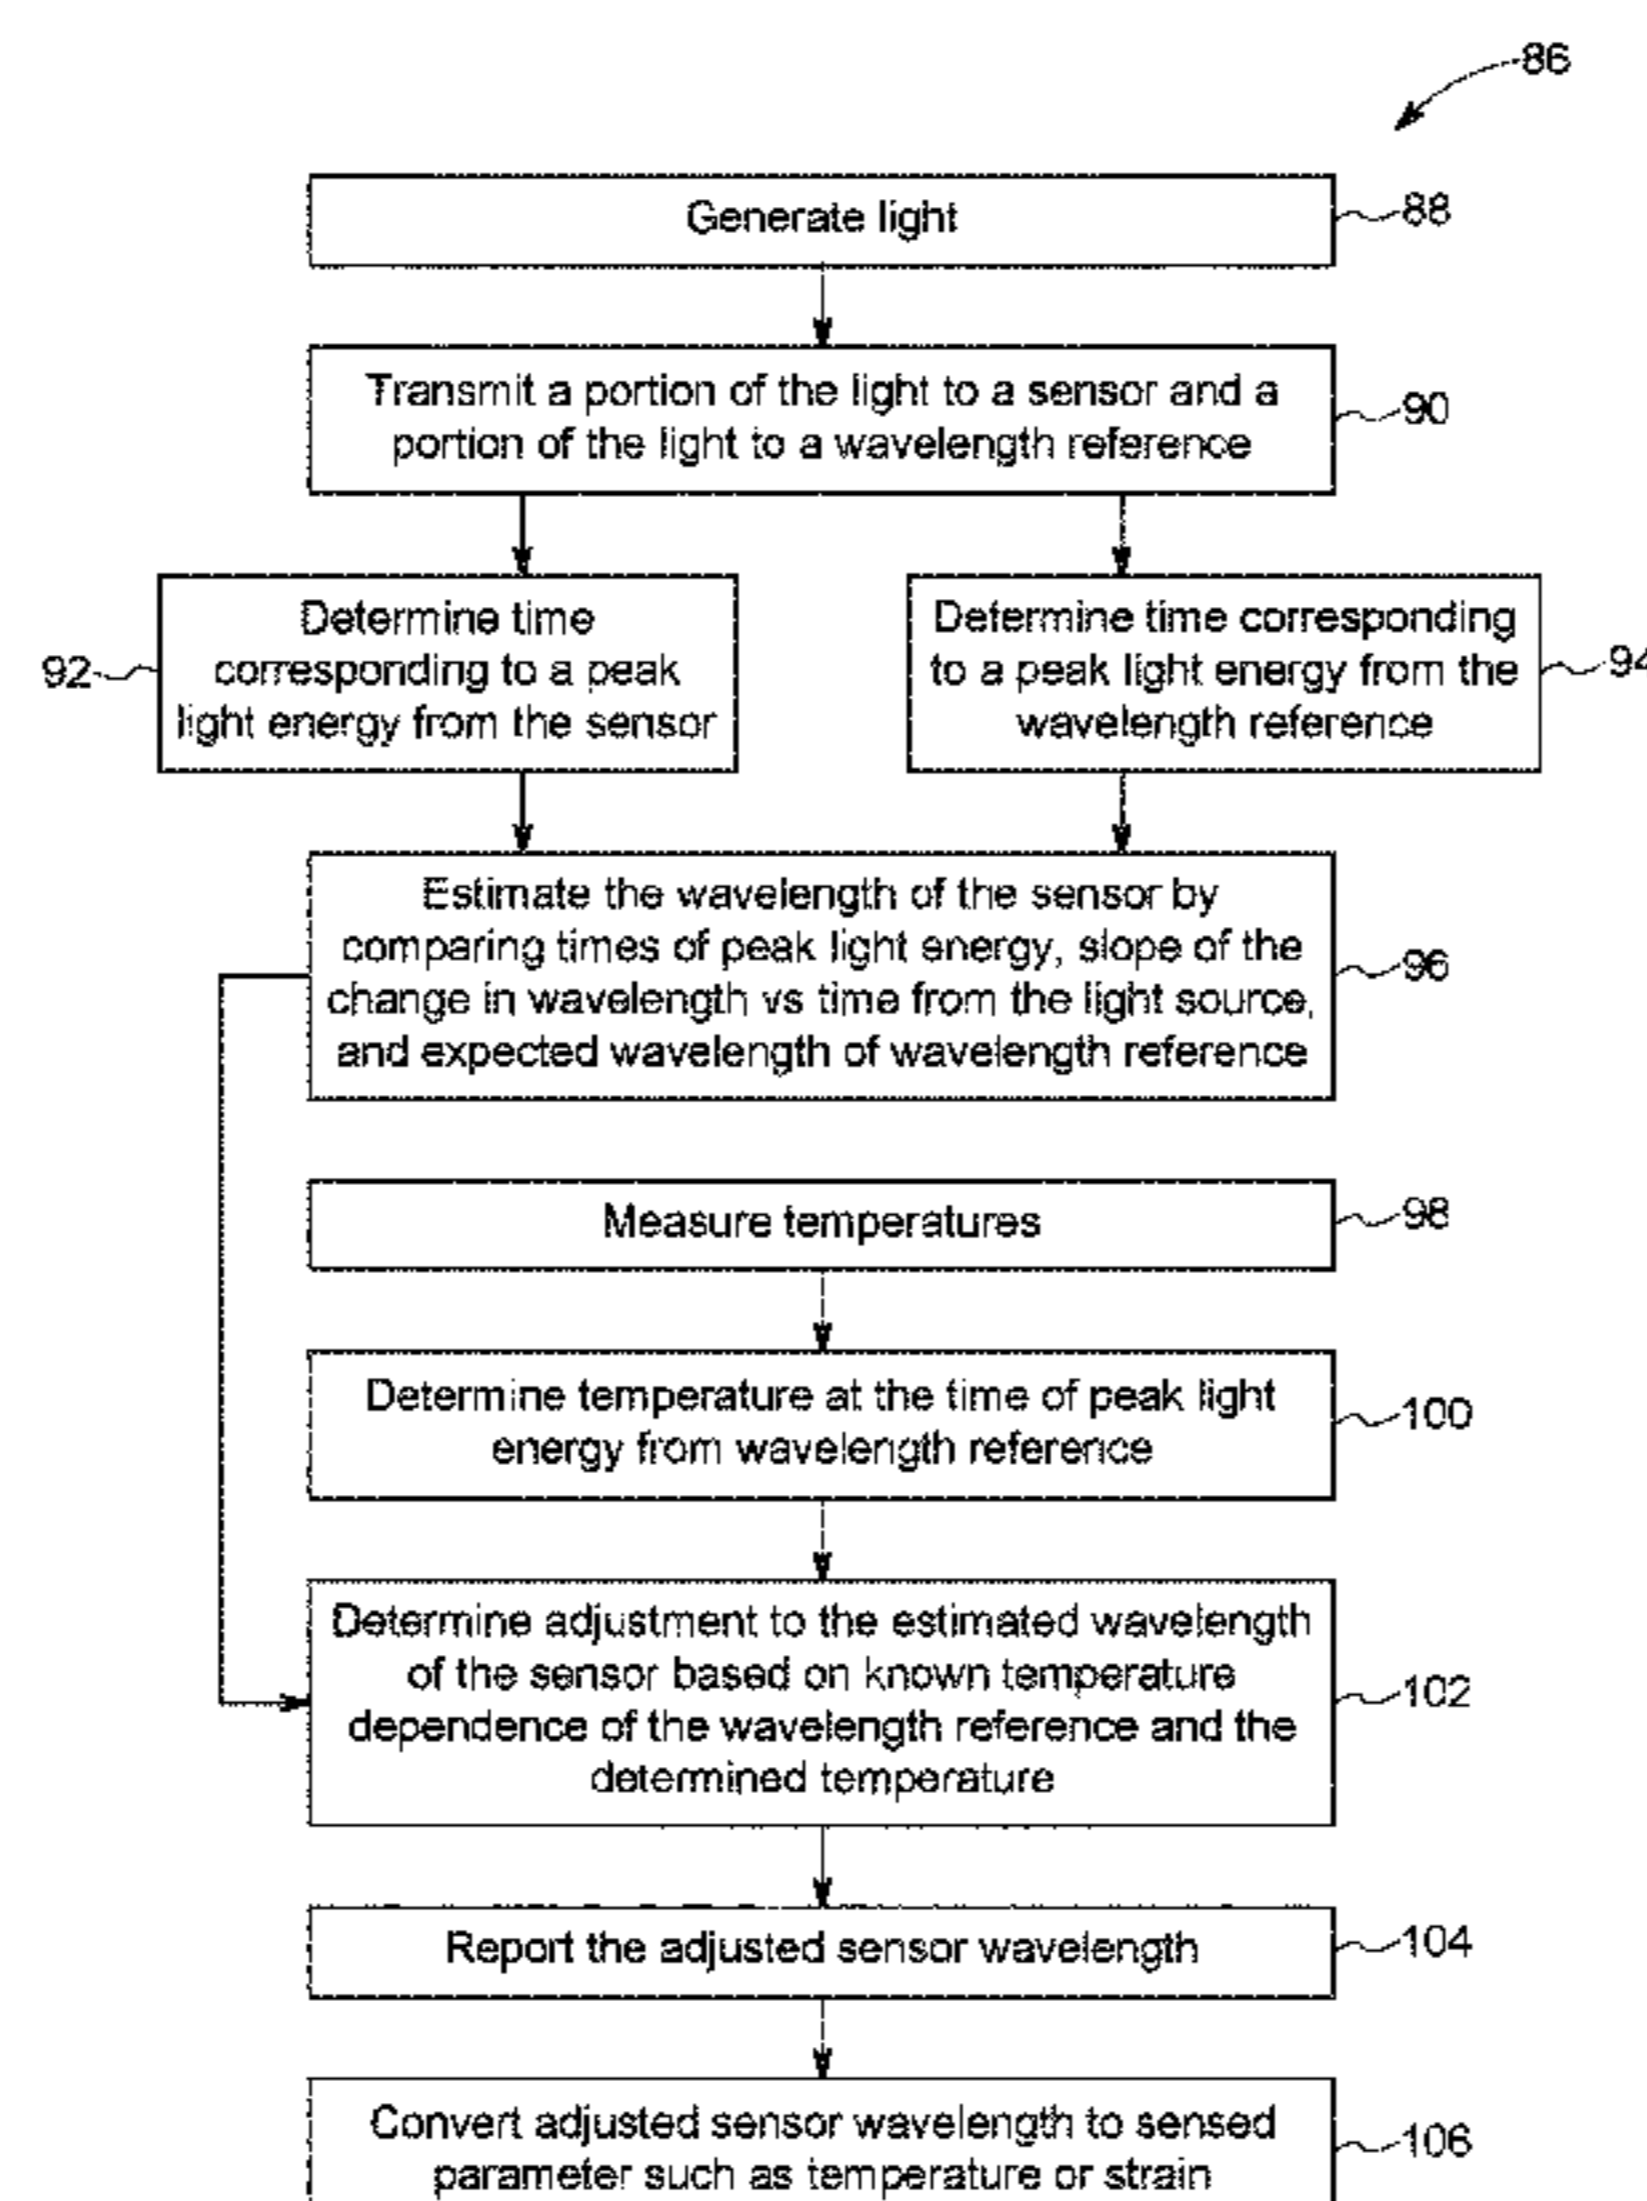 86
Generate light
88
Transmit a portion of the light to a sensor and a
portion of the light to a wavelength reference
90
Determine time
corresponding to a peak
light energy from the sensor
92
Determine time corresponding
to a peak light energy from the
wavelength reference
94
Estimate the wavelength of the sensor by
comparing times of peak light energy, slope of the
change in wavelength vs time from the light source,
and expected wavelength of wavelength reference
96
Measure temperatures
98
Determine temperature at the time of peak light
energy from wavelength reference
100
Determine adjustment to the estimated wavelength
of the sensor based on known temperature
dependence of the wavelength reference and the
determined temperature
102
Report the adjusted sensor wavelength
104
Convert adjusted sensor wavelength to sensed
parameter such as temperature or strain
106